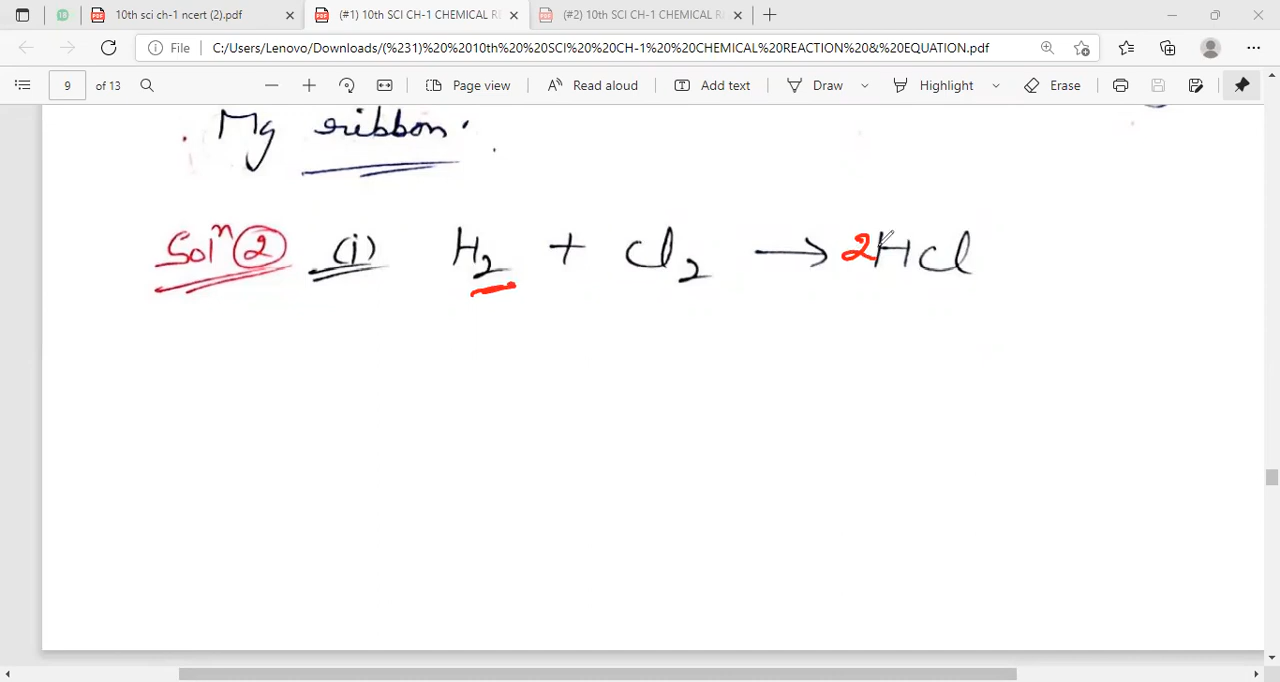 10th sci ch-1 ncert (2).pdf
(#1) 10th SCI CH-1 CHEMICAL RE
(#2) 10TH SCI CH-1 CHEMICAL R
File C:/Users/Lenovo/Downloads/(%231)%20%2010th%20%20SCI%20%20CH-1%20%20CHEMICAL%20REACTION%20&%20EQUATION.pdf
9 of 13 Page view Read aloud Add text Draw Highlight Erase
Mg ribbon.
Solⁿ ② (i) H₂ + Cl₂ → 2HCl